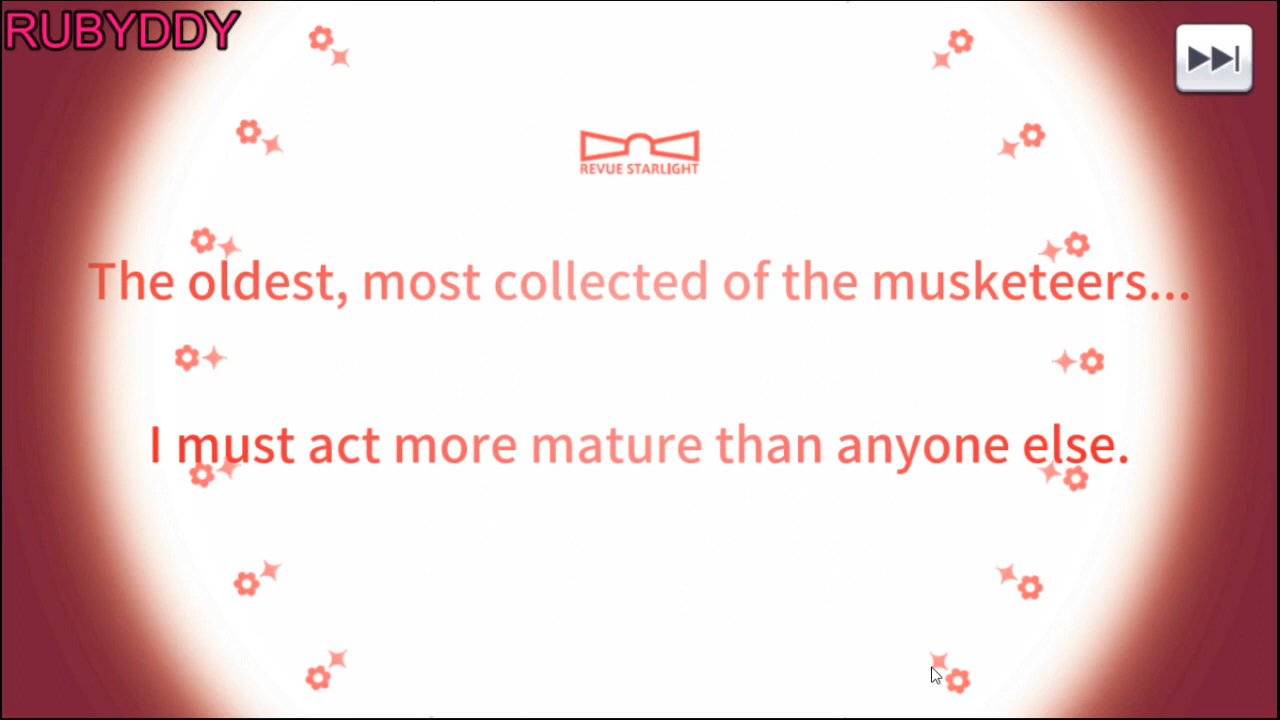 RUBYDDY
REVUE STARLIGHT
The oldest, most collected of the musketeers...
I must act more mature than anyone else.